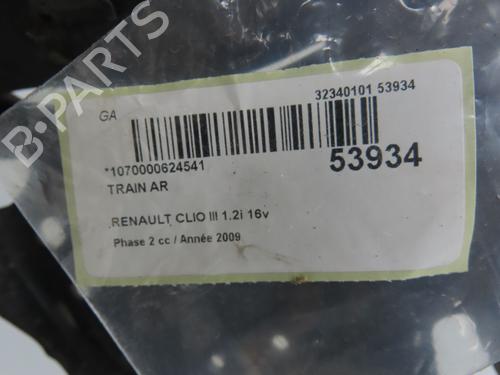 B-PARTS
GA
32340101 53934
*1070000624541
53934
TRAIN AR
RENAULT CLIO III 1.2i 16v
Phase 2 cc / Année 2009